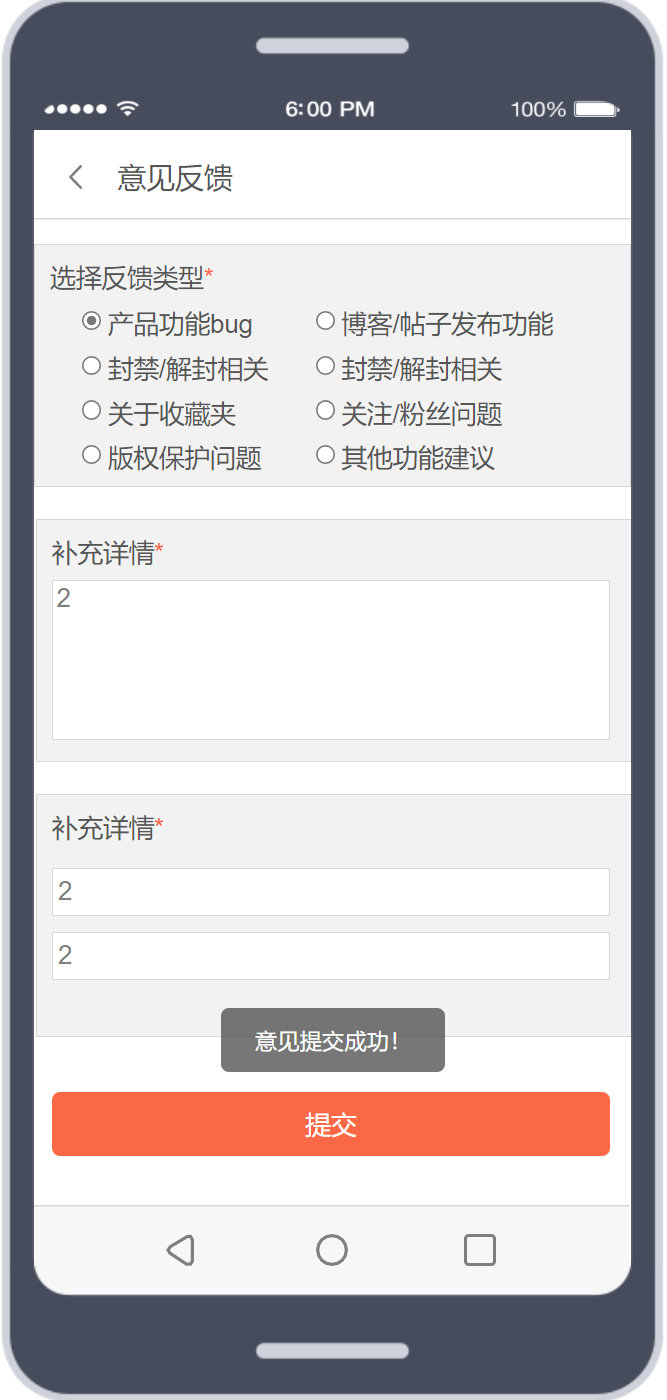 6:00 PM 100%
意见反馈
选择反馈类型*
产品功能bug 博客/帖子发布功能
封禁/解封相关 封禁/解封相关
关于收藏夹 关注/粉丝问题
版权保护问题 其他功能建议
补充详情*
2
补充详情*
2
2
意见提交成功！
提交